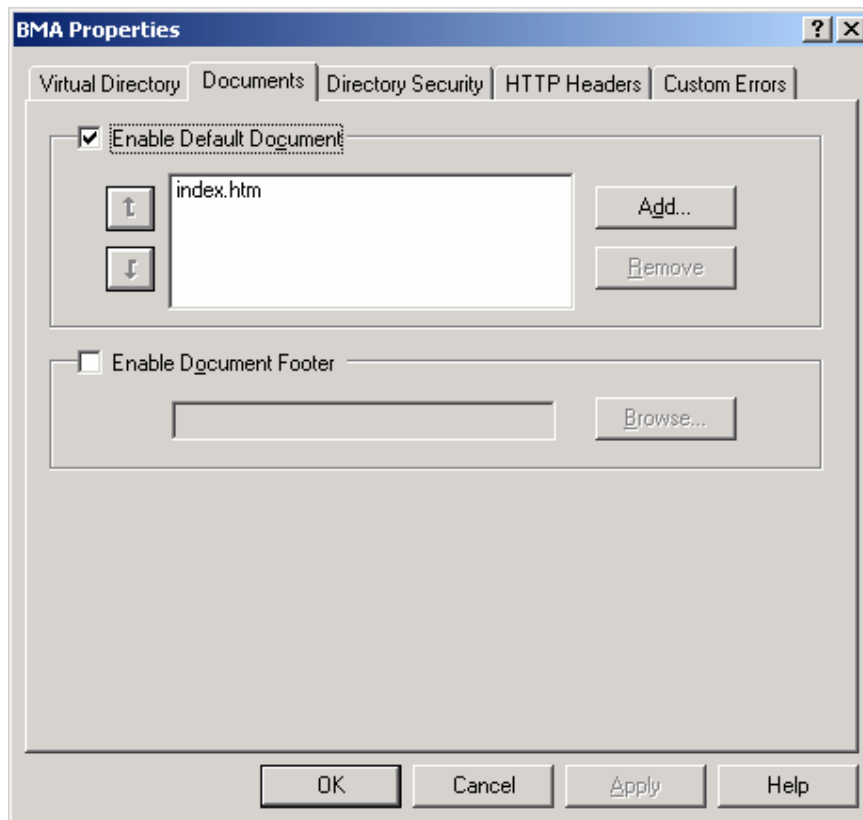 BMA Properties
Virtual Directory Documents Directory Security HTTP Headers Custom Errors
Enable Default Document
index.htm
Add...
Remove
Enable Document Footer
Browse...
OK Cancel Apply Help